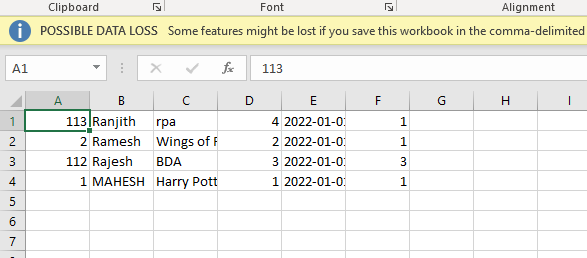 Clipboard Font Alignment
POSSIBLE DATA LOSS Some features might be lost if you save this workbook in the comma-delimited
A1 fx 113
A B C D E F G H I
1 113 Ranjith rpa 4 2022-01-0 1
2 2 Ramesh Wings of F 2 2022-01-0 1
3 112 Rajesh BDA 3 2022-01-0 3
4 1 MAHESH Harry Pott 1 2022-01-0 1
5
6
7